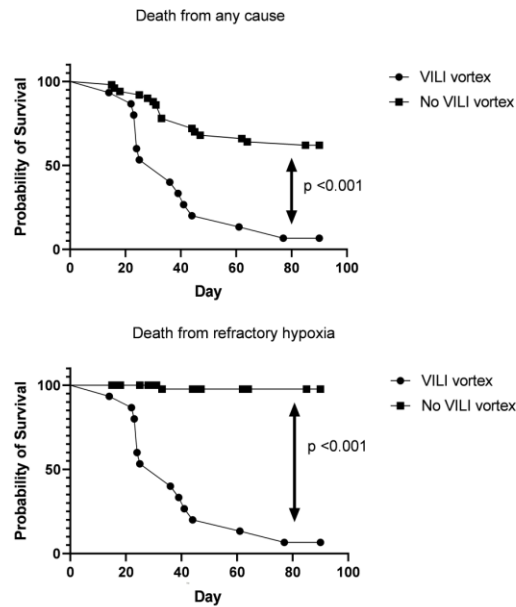 Death from any cause
VILI vortex
No VILI vortex
Probability of Survival
100
50
0
p <0.001
0 20 40 60 80 100
Day
Death from refractory hypoxia
VILI vortex
No VILI vortex
Probability of Survival
100
50
0
p <0.001
0 20 40 60 80 100
Day